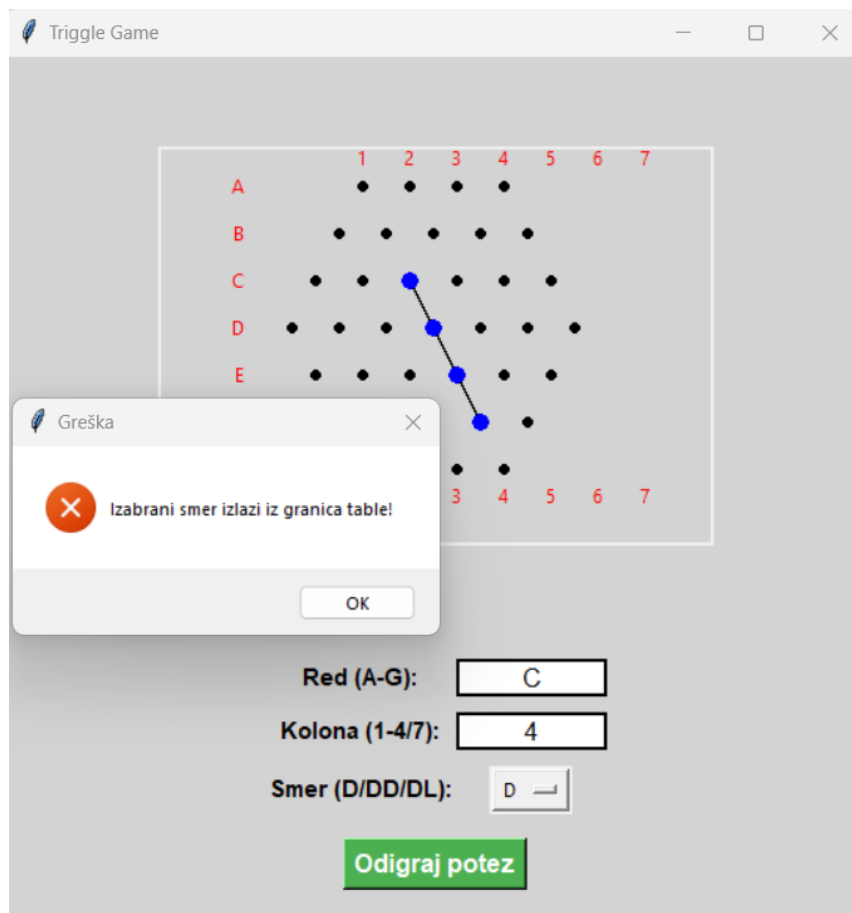 Triggle Game
1 2 3 4 5 6 7
A
B
C
D
E
Greška
Izabrani smer izlazi iz granica table!
OK
3 4 5 6 7
Red (A-G): C
Kolona (1-4/7): 4
Smer (D/DD/DL): D
Odigraj potez